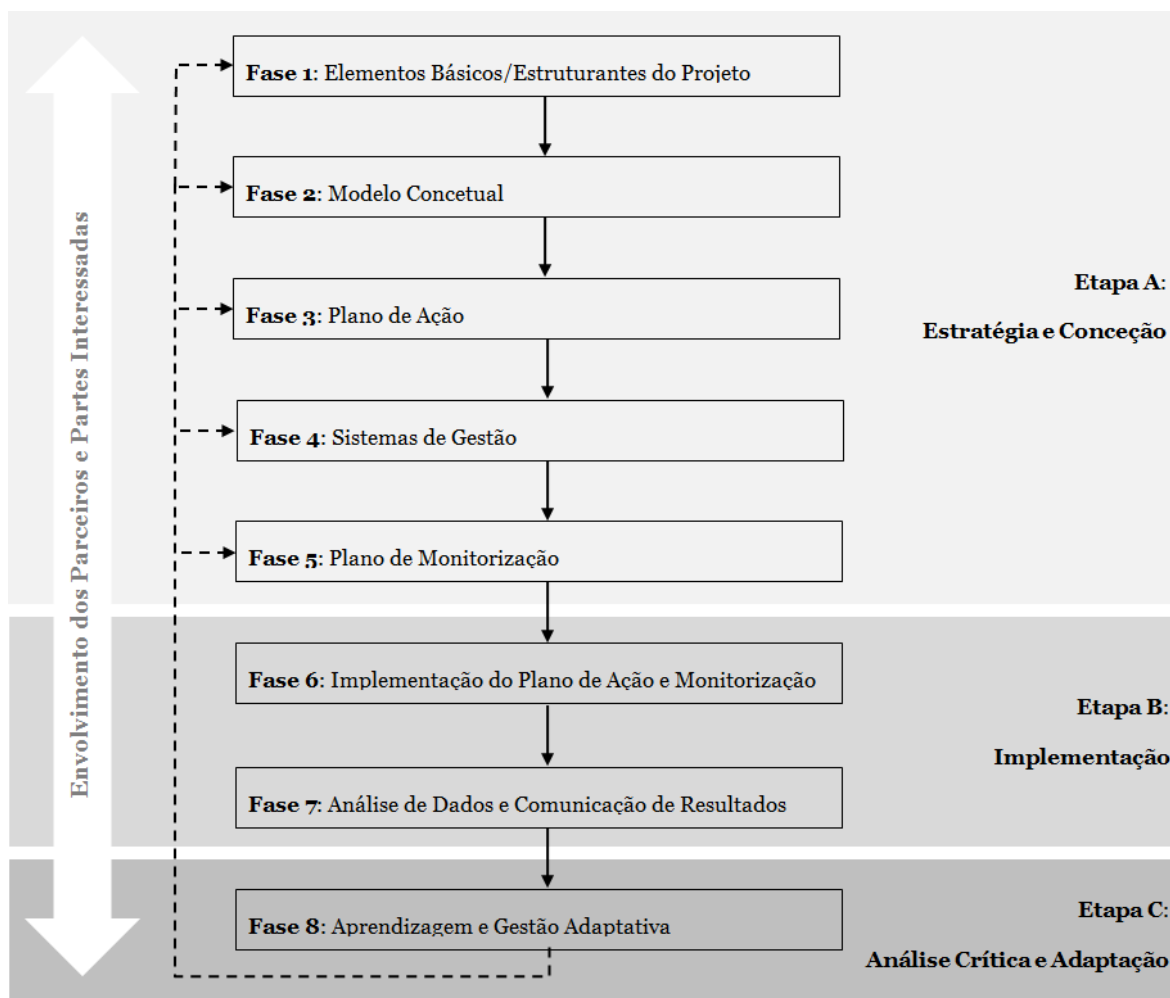 Envolvimento dos Parceiros e Partes Interessadas
Fase 1: Elementos Básicos/Estruturantes do Projeto
Fase 2: Modelo Concetual
Fase 3: Plano de Ação
Fase 4: Sistemas de Gestão
Fase 5: Plano de Monitorização
Etapa A:
Estratégia e Conceção
Fase 6: Implementação do Plano de Ação e Monitorização
Fase 7: Análise de Dados e Comunicação de Resultados
Etapa B:
Implementação
Fase 8: Aprendizagem e Gestão Adaptativa
Etapa C:
Análise Crítica e Adaptação